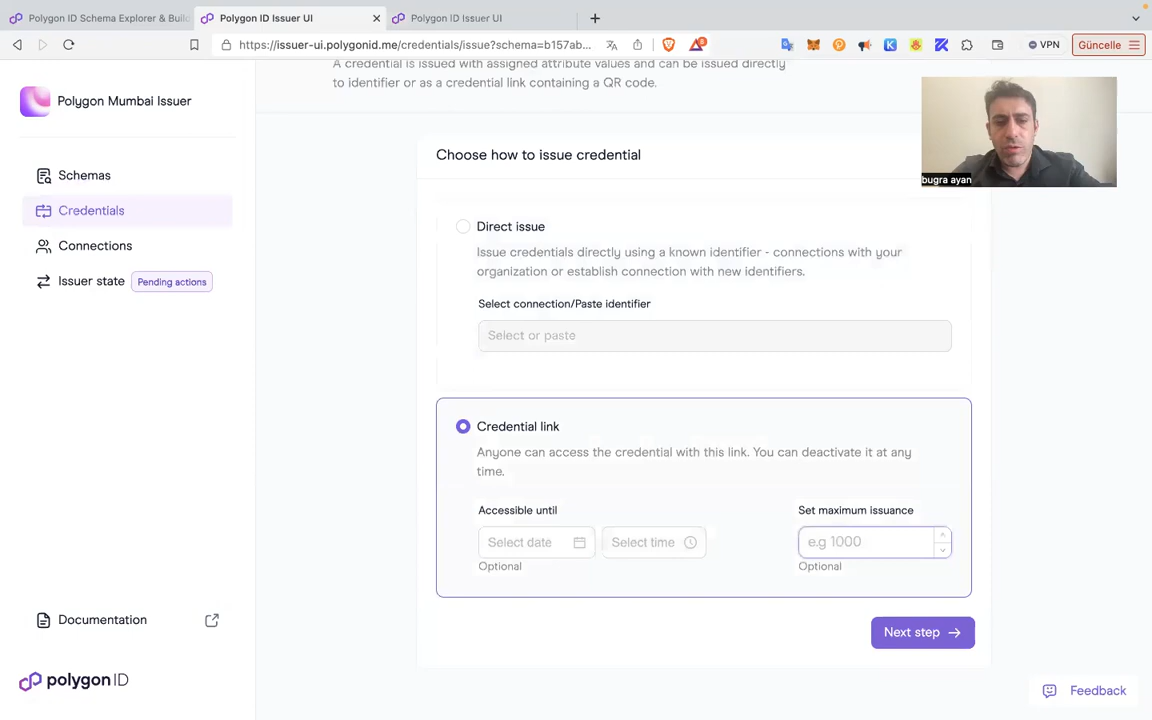 Polygon ID Schema Explorer & Build
Polygon ID Issuer UI
Polygon ID Issuer UI
https://issuer-ui.polygonid.me/credentials/issue?schema=b157ab...
VPN
Güncelle
Polygon Mumbai Issuer
Schemas
Credentials
Connections
Issuer state
Pending actions
Documentation
polygon ID
A credential is issued with assigned attribute values and can be issued directly
to identifier or as a credential link containing a QR code.
bugra ayan
Choose how to issue credential
Direct issue
Issue credentials directly using a known identifier - connections with your
organization or establish connection with new identifiers.
Select connection/Paste identifier
Select or paste
Credential link
Anyone can access the credential with this link. You can deactivate it at any
time.
Accessible until
Set maximum issuance
Select date
Select time
e.g 1000
Optional
Optional
Next step
Feedback